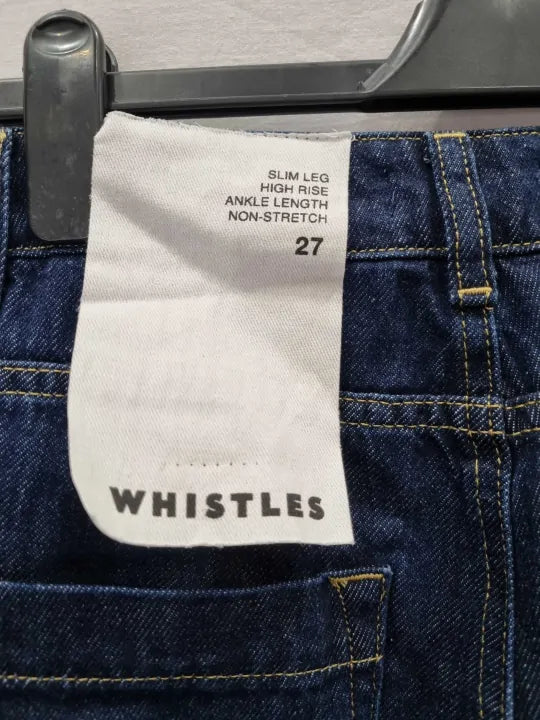 SLIM LEG
HIGH RISE
ANKLE LENGTH
NON-STRETCH
27
WHISTLES